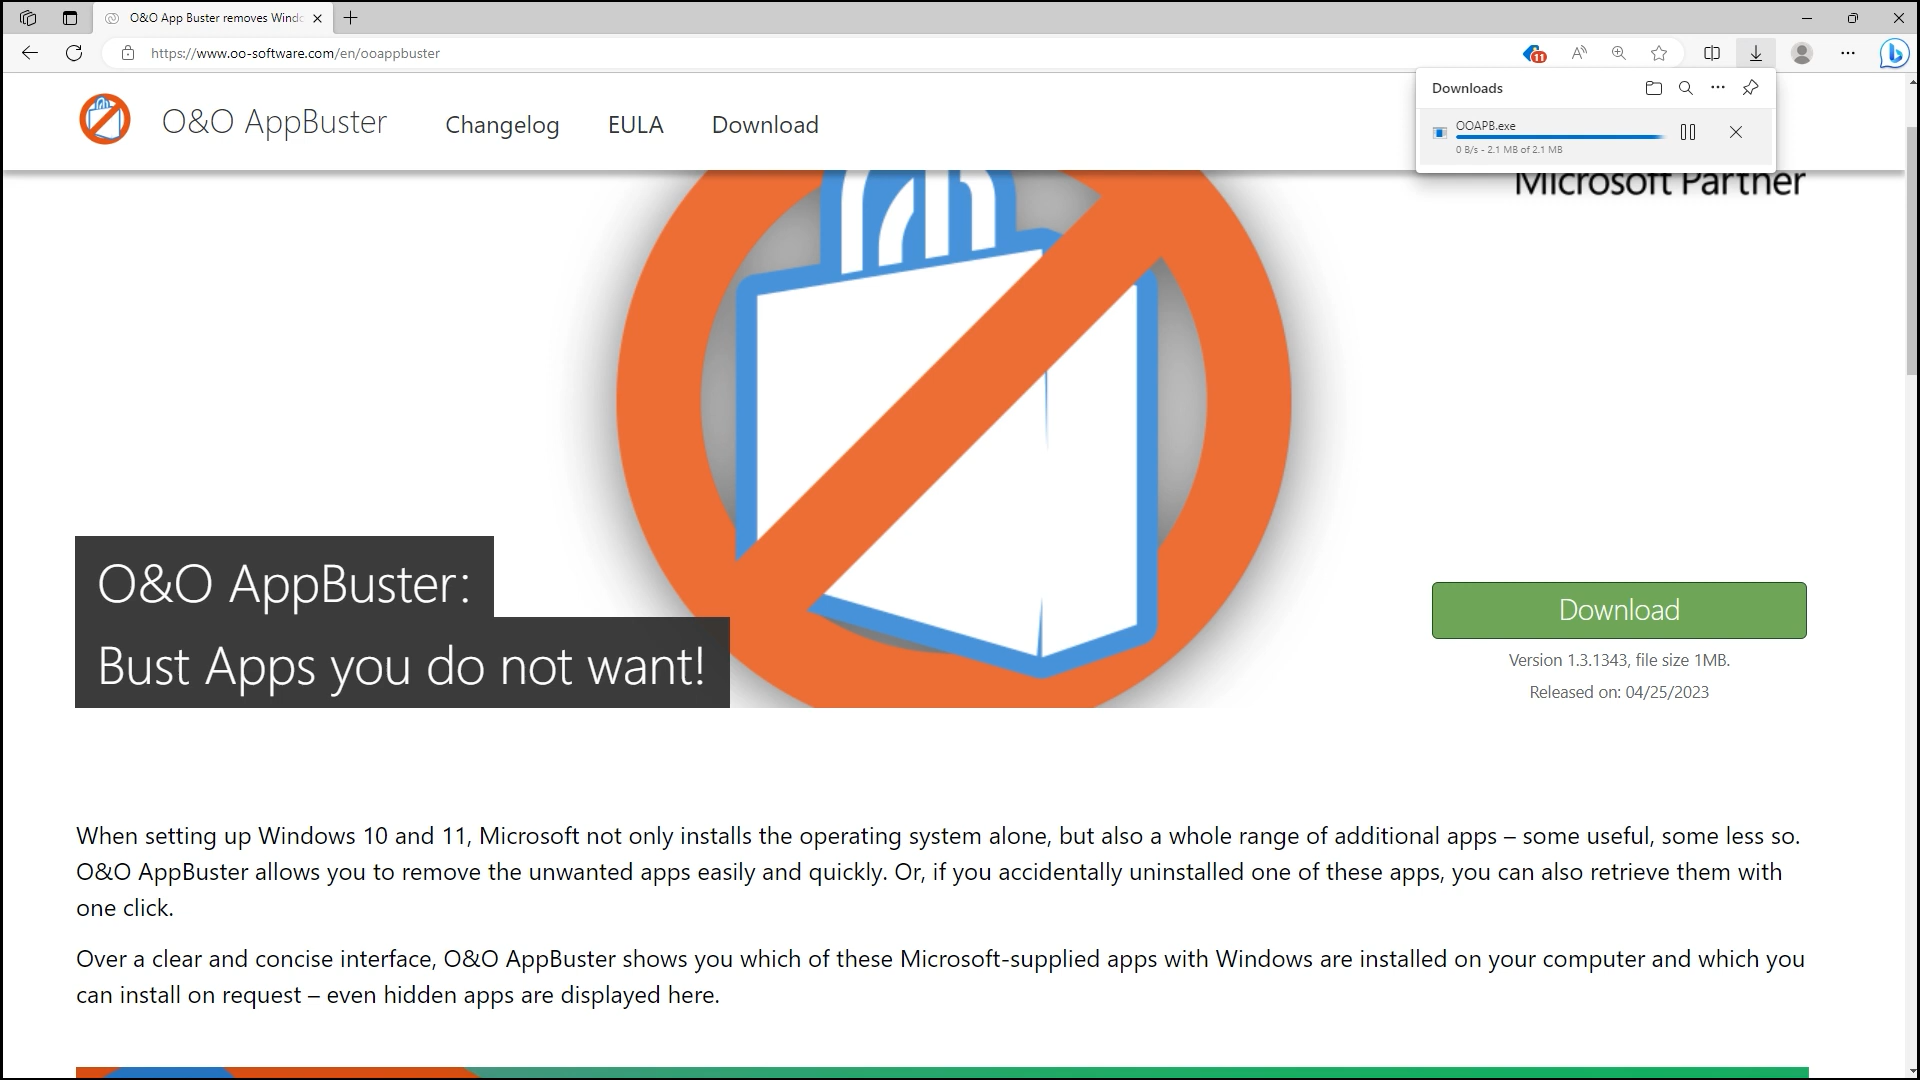 O&O App Buster removes Windo
https://www.oo-software.com/en/ooappbuster
11
Downloads
OOAPB.exe
0 B/s - 2.1 MB of 2.1 MB
O&O AppBuster
Changelog
EULA
Download
Microsoft Partner
O&O AppBuster:
Bust Apps you do not want!
Download
Version 1.3.1343, file size 1MB.
Released on: 04/25/2023
When setting up Windows 10 and 11, Microsoft not only installs the operating system alone, but also a whole range of additional apps – some useful, some less so.
O&O AppBuster allows you to remove the unwanted apps easily and quickly. Or, if you accidentally uninstalled one of these apps, you can also retrieve them with
one click.
Over a clear and concise interface, O&O AppBuster shows you which of these Microsoft-supplied apps with Windows are installed on your computer and which you
can install on request – even hidden apps are displayed here.